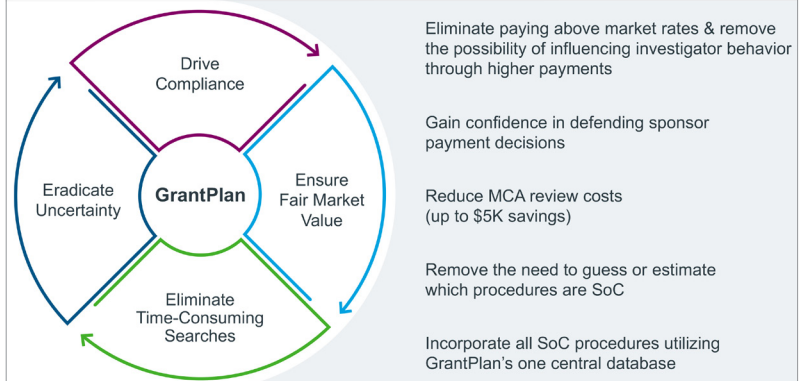 Drive
Compliance
Eradicate
Uncertainty
GrantPlan
Ensure
Fair Market
Value
Eliminate
Time-Consuming
Searches
Eliminate paying above market rates & remove
the possibility of influencing investigator behavior
through higher payments
Gain confidence in defending sponsor
payment decisions
Reduce MCA review costs
(up to $5K savings)
Remove the need to guess or estimate
which procedures are SoC
Incorporate all SoC procedures utilizing
GrantPlan’s one central database